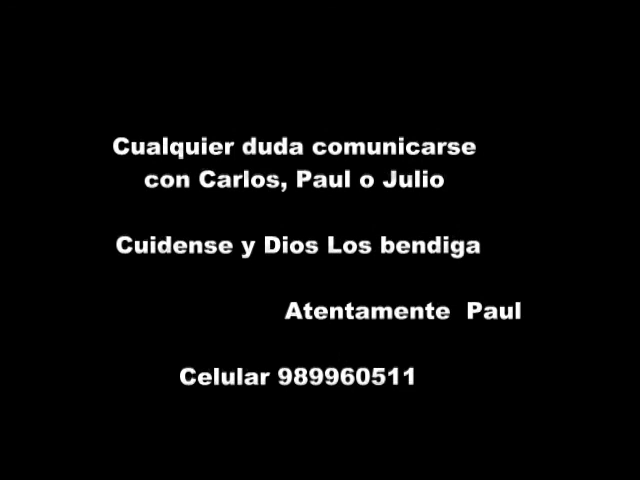 Cualquier duda comunicarse
con Carlos, Paul o Julio
Cuidense y Dios Los bendiga
Atentamente Paul
Celular 989960511